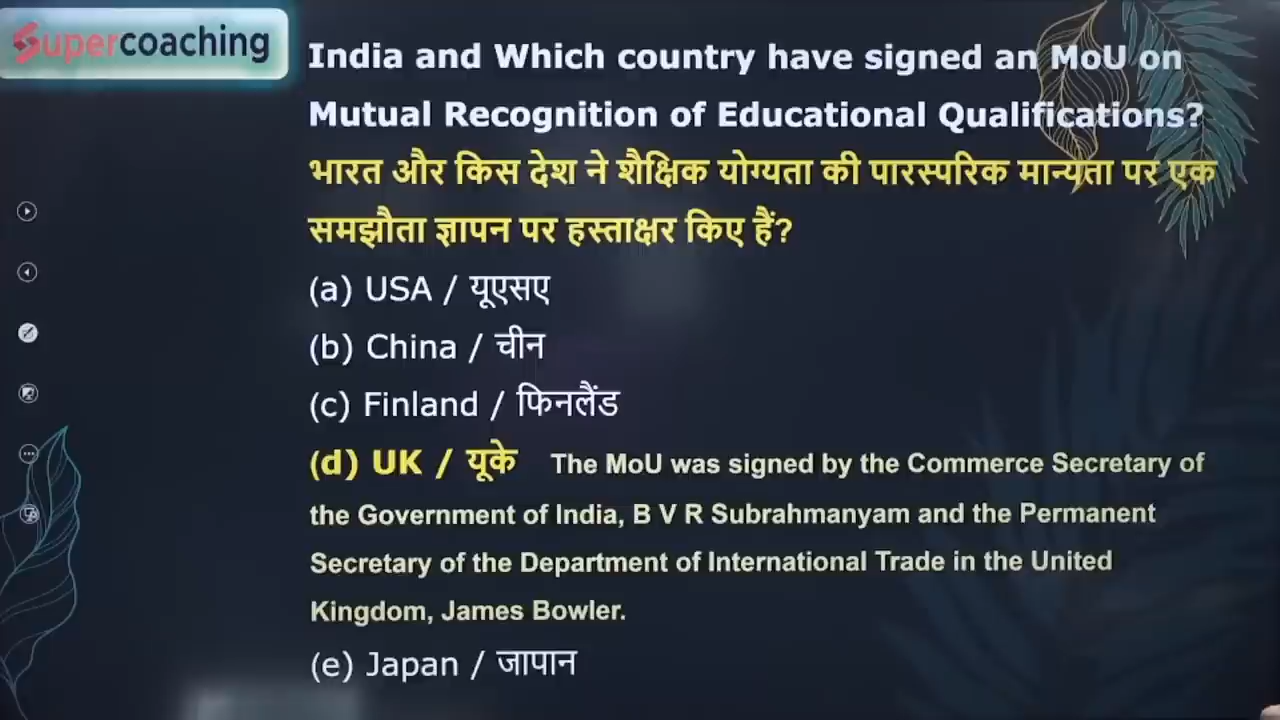 Supercoaching
India and Which country have signed an MoU on
Mutual Recognition of Educational Qualifications?
भारत और किस देश ने शैक्षिक योग्यता की पारस्परिक मान्यता पर एक
समझौता ज्ञापन पर हस्ताक्षर किए हैं?
(a) USA / यूएसए
(b) China / चीन
(c) Finland / फिनलैंड
(d) UK / यूके The MoU was signed by the Commerce Secretary of
the Government of India, B V R Subrahmanyam and the Permanent
Secretary of the Department of International Trade in the United
Kingdom, James Bowler.
(e) Japan / जापान